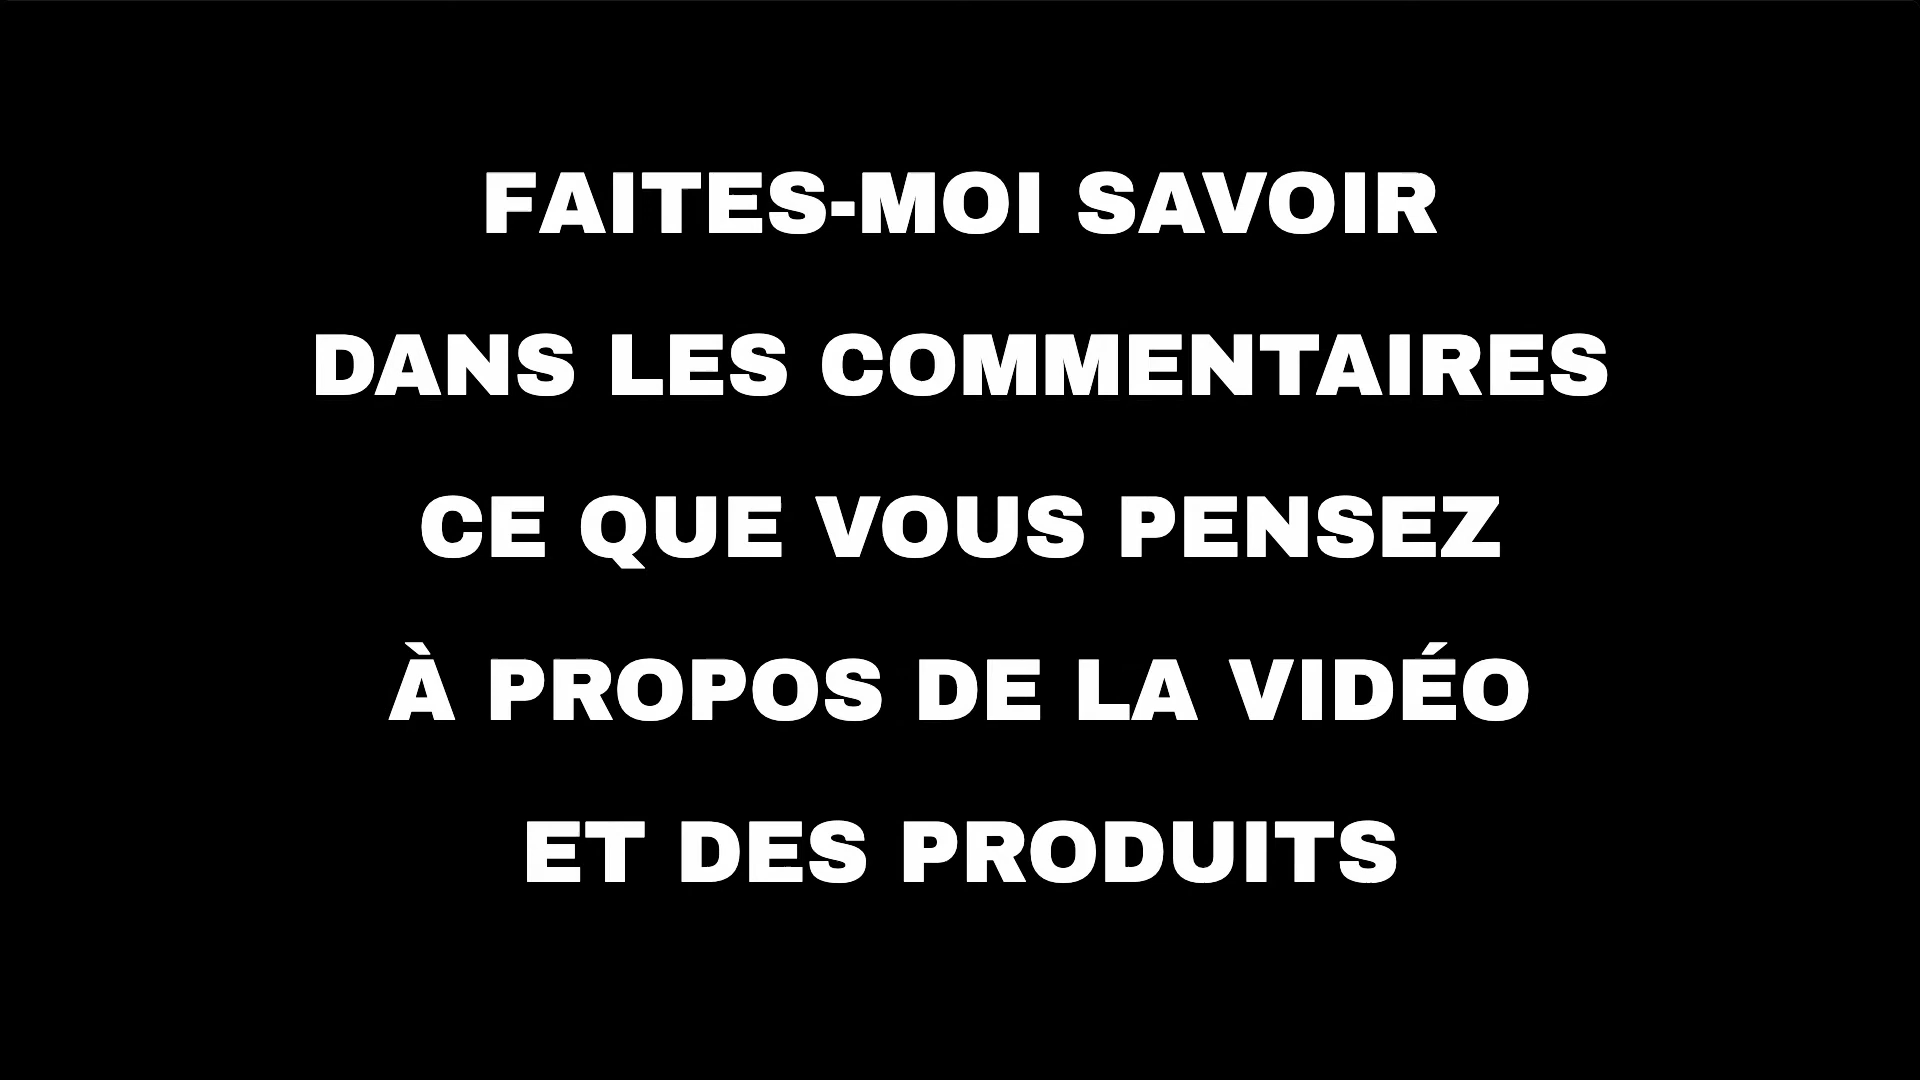 FAITES-MOI SAVOIR
DANS LES COMMENTAIRES
CE QUE VOUS PENSEZ
À PROPOS DE LA VIDÉO
ET DES PRODUITS